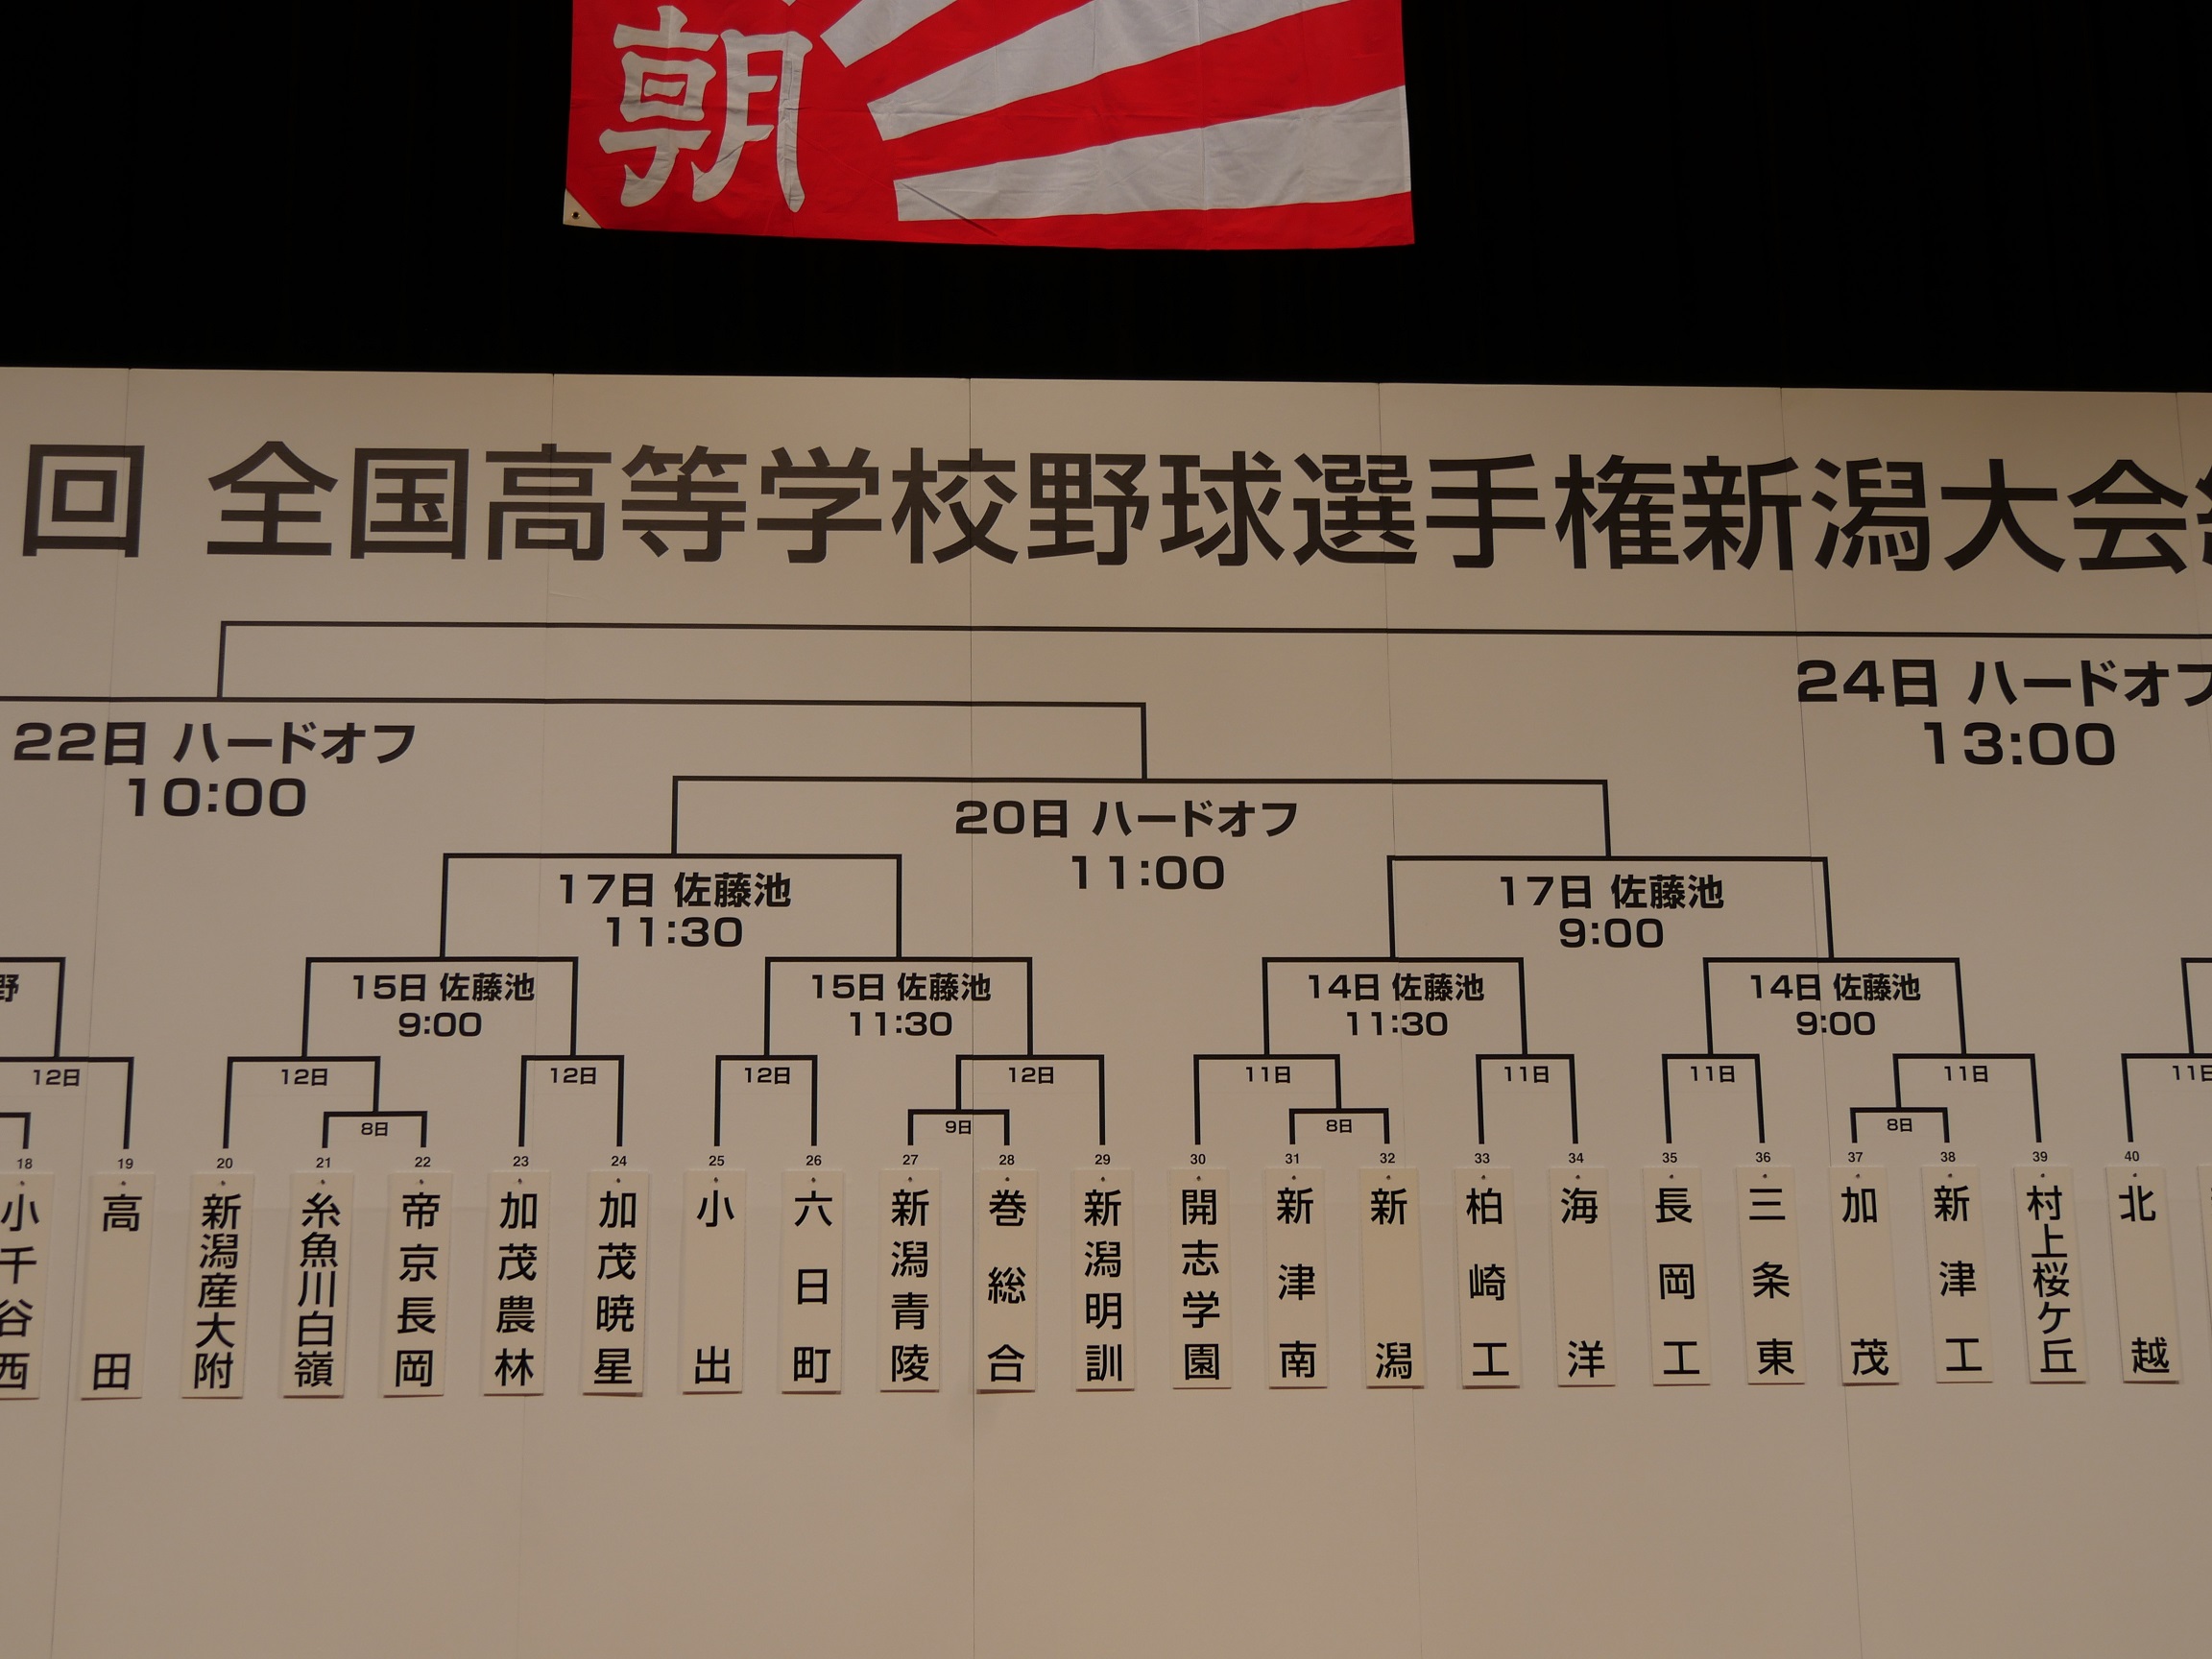 朝
回 全国高等学校野球選手権新潟大会
24日 ハードオフ
13:00
22日 ハードオフ
10:00
20日 ハードオフ
11:00
17日 佐藤池
11:30
17日 佐藤池
9:00
野
15日 佐藤池
9:00
15日 佐藤池
11:30
14日 佐藤池
11:30
14日 佐藤池
9:00
12日
12日
12日
12日
12日
11日
11日
11日
11日
11日
8日
9日
8日
8日
18
小千谷西
19
高田
20
新潟産大附
21
糸魚川白嶺
22
帝京長岡
23
加茂農林
24
加茂暁星
25
小出
26
六日町
27
新潟青陵
28
巻総合
29
新潟明訓
30
開志学園
31
新津南
32
新潟
33
柏崎工
34
海洋
35
長岡工
36
三条東
37
加茂
38
新津工
39
村上桜ケ丘
40
北越